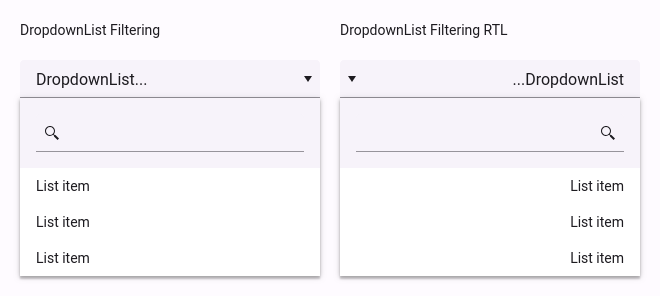 DropdownList Filtering
DropdownList...
List item
List item
List item
DropdownList Filtering RTL
...DropdownList
List item
List item
List item